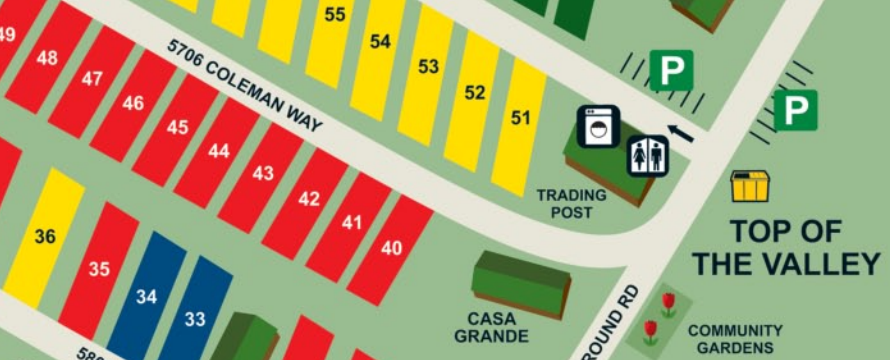 55
54
53
52
51
49
48
47
46
45
44
43
42
41
40
36
35
34
33
5706 COLEMAN WAY
P
P
TRADING
POST
TOP OF
THE VALLEY
CASA
GRANDE
ROUND RD
COMMUNITY
GARDENS